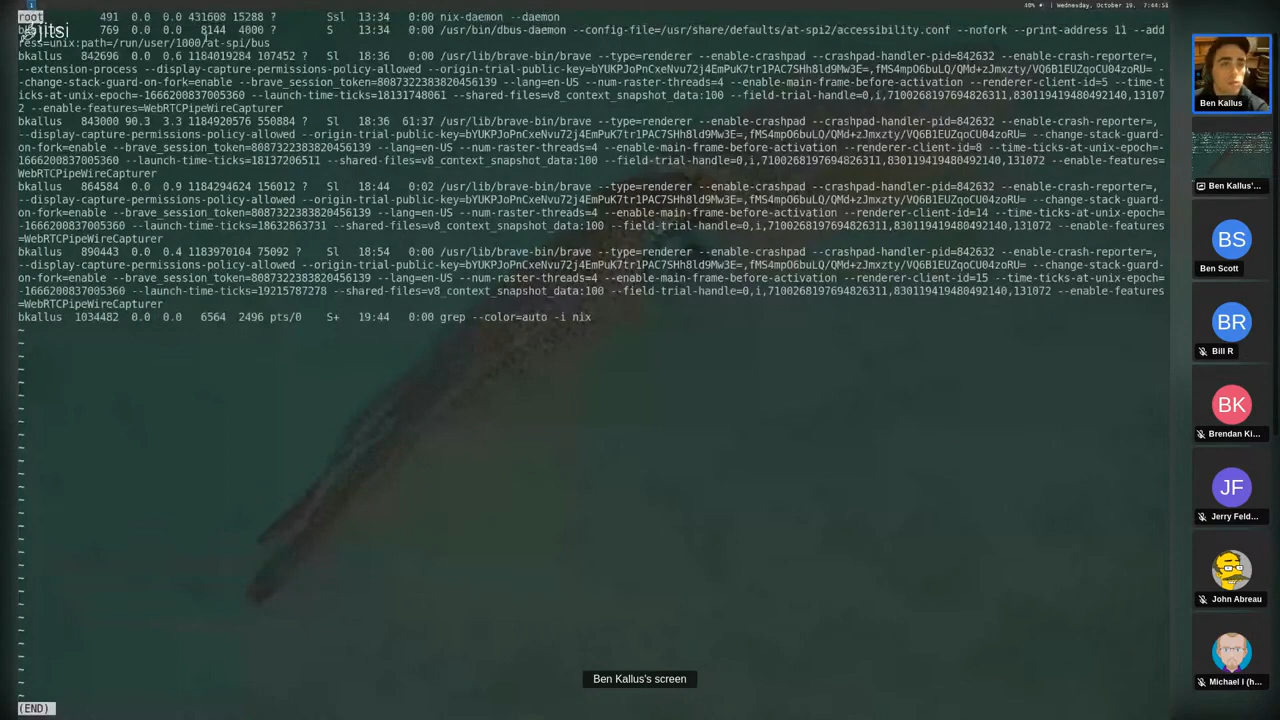 1
40% | Wednesday, October 19, 7:44:51
root 491 0.0 0.0 431608 15288 ? Ssl 13:34 0:00 nix-daemon --daemon
jitsi
769 0.0 0.0 8144 4000 ? S 13:34 0:00 /usr/bin/dbus-daemon --config-file=/usr/share/defaults/at-spi2/accessibility.conf --nofork --print-address 11 --add
ress=unix:path=/run/user/1000/at-spi/bus
bkallus 842696 0.0 0.6 1184019284 107452 ? Sl 18:36 0:00 /usr/lib/brave-bin/brave --type=renderer --enable-crashpad --crashpad-handler-pid=842632 --enable-crash-reporter=,
--extension-process --display-capture-permissions-policy-allowed --origin-trial-public-key=bYUKPJoPnCxeNvu72j4EmPuK7tr1PAC7SHh8ld9Mw3E=,fMS4mpO6buLQ/QMd+zJmxzty/VQ6B1EUZqoCU04zoRU= -
-change-stack-guard-on-fork=enable --brave_session_token=8087322383820456139 --lang=en-US --num-raster-threads=4 --enable-main-frame-before-activation --renderer-client-id=5 --time-t
icks-at-unix-epoch=-1666200837005360 --launch-time-ticks=18131748061 --shared-files=v8_context_snapshot_data:100 --field-trial-handle=0,i,7100268197694826311,830119419480492140,13107
2 --enable-features=WebRTCPipeWireCapturer
bkallus 843000 90.3 3.3 1184920576 550884 ? Sl 18:36 61:37 /usr/lib/brave-bin/brave --type=renderer --enable-crashpad --crashpad-handler-pid=842632 --enable-crash-reporter=,
--display-capture-permissions-policy-allowed --origin-trial-public-key=bYUKPJoPnCxeNvu72j4EmPuK7tr1PAC7SHh8ld9Mw3E=,fMS4mpO6buLQ/QMd+zJmxzty/VQ6B1EUZqoCU04zoRU= --change-stack-guard-
on-fork=enable --brave_session_token=8087322383820456139 --lang=en-US --num-raster-threads=4 --enable-main-frame-before-activation --renderer-client-id=8 --time-ticks-at-unix-epoch=-
1666200837005360 --launch-time-ticks=18137206511 --shared-files=v8_context_snapshot_data:100 --field-trial-handle=0,i,7100268197694826311,830119419480492140,131072 --enable-features=
WebRTCPipeWireCapturer
bkallus 864584 0.0 0.9 1184294624 156012 ? Sl 18:44 0:02 /usr/lib/brave-bin/brave --type=renderer --enable-crashpad --crashpad-handler-pid=842632 --enable-crash-reporter=,
--display-capture-permissions-policy-allowed --origin-trial-public-key=bYUKPJoPnCxeNvu72j4EmPuK7tr1PAC7SHh8ld9Mw3E=,fMS4mpO6buLQ/QMd+zJmxzty/VQ6B1EUZqoCU04zoRU= --change-stack-guard-
on-fork=enable --brave_session_token=8087322383820456139 --lang=en-US --num-raster-threads=4 --enable-main-frame-before-activation --renderer-client-id=14 --time-ticks-at-unix-epoch=
-1666200837005360 --launch-time-ticks=18632863731 --shared-files=v8_context_snapshot_data:100 --field-trial-handle=0,i,7100268197694826311,830119419480492140,131072 --enable-features
=WebRTCPipeWireCapturer
bkallus 890443 0.0 0.4 1183970104 75092 ? Sl 18:54 0:00 /usr/lib/brave-bin/brave --type=renderer --enable-crashpad --crashpad-handler-pid=842632 --enable-crash-reporter=,
--display-capture-permissions-policy-allowed --origin-trial-public-key=bYUKPJoPnCxeNvu72j4EmPuK7tr1PAC7SHh8ld9Mw3E=,fMS4mpO6buLQ/QMd+zJmxzty/VQ6B1EUZqoCU04zoRU= --change-stack-guard-
on-fork=enable --brave_session_token=8087322383820456139 --lang=en-US --num-raster-threads=4 --enable-main-frame-before-activation --renderer-client-id=15 --time-ticks-at-unix-epoch=
-1666200837005360 --launch-time-ticks=19215787278 --shared-files=v8_context_snapshot_data:100 --field-trial-handle=0,i,7100268197694826311,830119419480492140,131072 --enable-features
=WebRTCPipeWireCapturer
bkallus 1034482 0.0 0.0 6564 2496 pts/0 S+ 19:44 0:00 grep --color=auto -i nix
(END)
Ben Kallus's screen
Ben Kallus
Ben Kallus'...
BS
Ben Scott
BR
Bill R
BK
Brendan Ki...
JF
Jerry Feld...
John Abreau
Michael I (h...